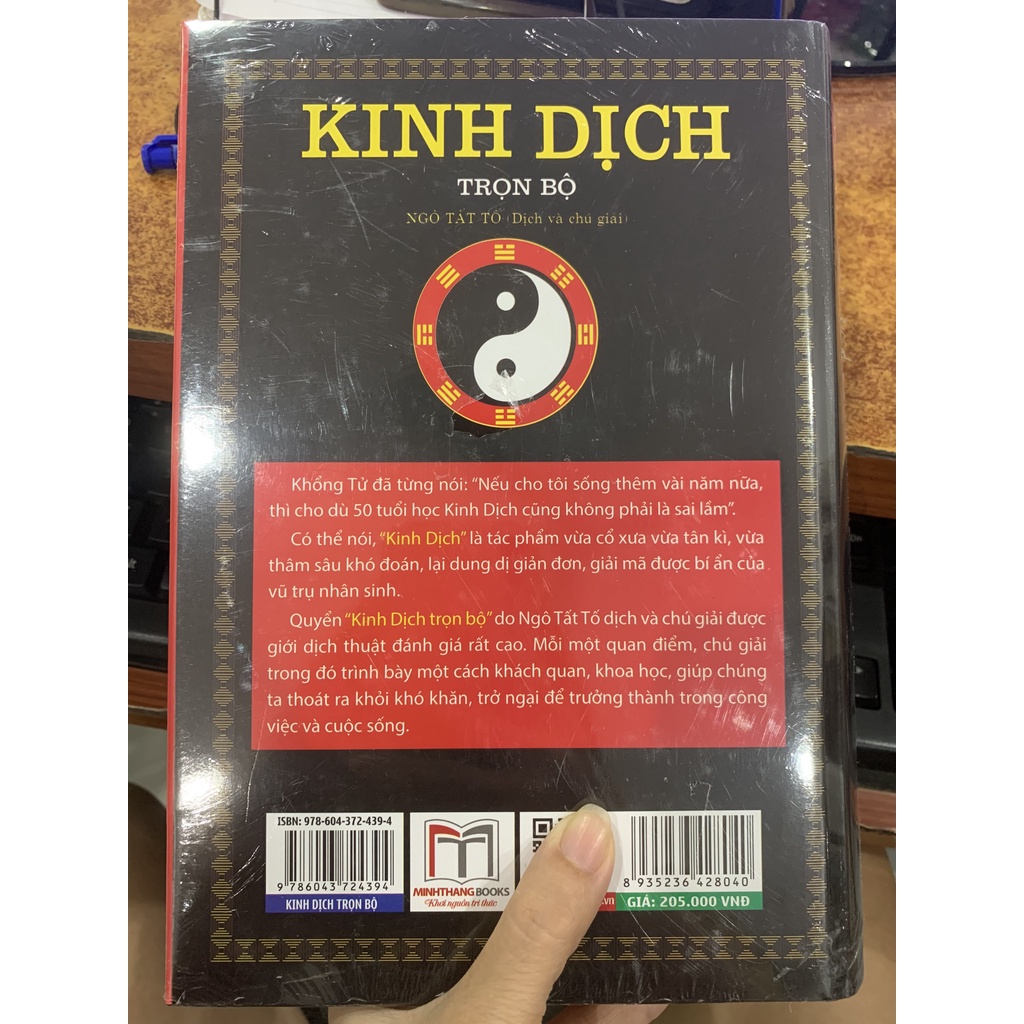 KINH DỊCH
TRỌN BỘ
NGÔ TẤT TỐ (Dịch và chú giải)
Khổng Tử đã từng nói: “Nếu cho tôi sống thêm vài năm nữa,
thì cho dù 50 tuổi học Kinh Dịch cũng không phải là sai lầm”.
Có thể nói, “Kinh Dịch” là tác phẩm vừa cổ xưa vừa tân kì, vừa
thâm sâu khó đoán, lại dung dị giản đơn, giải mã được bí ẩn của
vũ trụ nhân sinh.
Quyển “Kinh Dịch trọn bộ” do Ngô Tất Tố dịch và chú giải được
giới dịch thuật đánh giá rất cao. Mỗi một quan điểm, chú giải
trong đó trình bày một cách khách quan, khoa học, giúp chúng
ta thoát ra khỏi khó khăn, trở ngại để trưởng thành trong công
việc và cuộc sống.
ISBN: 978-604-372-439-4
9 786043 724394
KINH DỊCH TRỌN BỘ
MINHTHANGBOOKS
Khơi nguồn tri thức
.vn
8 935236 428040
GIÁ: 205.000 VNĐ